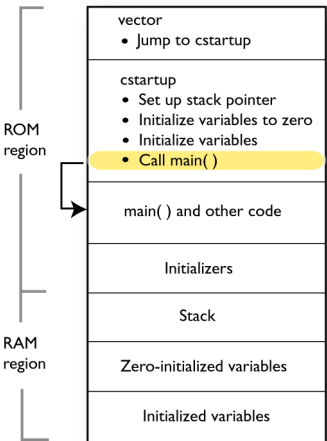 vector
• Jump to cstartup
cstartup
• Set up stack pointer
• Initialize variables to zero
• Initialize variables
• Call main( )
ROM
region
main( ) and other code
Initializers
Stack
RAM
region
Zero-initialized variables
Initialized variables